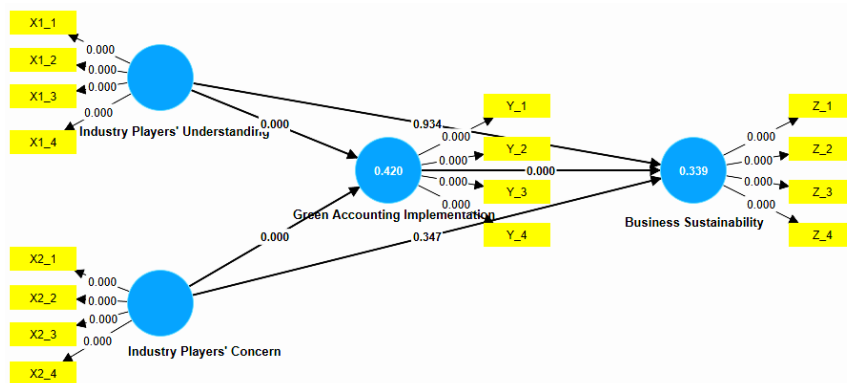 X1_1
0.000
X1_2
0.000
X1_3
0.000
X1_4
0.000
Industry Players' Understanding
0.000
0.934
Y_1
0.000
Y_2
0.000
Y_3
0.000
Y_4
0.000
0.420
Green Accounting Implementation
0.000
0.339
Business Sustainability
Z_1
0.000
Z_2
0.000
Z_3
0.000
Z_4
0.000
0.000
0.347
X2_1
0.000
X2_2
0.000
X2_3
0.000
X2_4
0.000
Industry Players' Concern